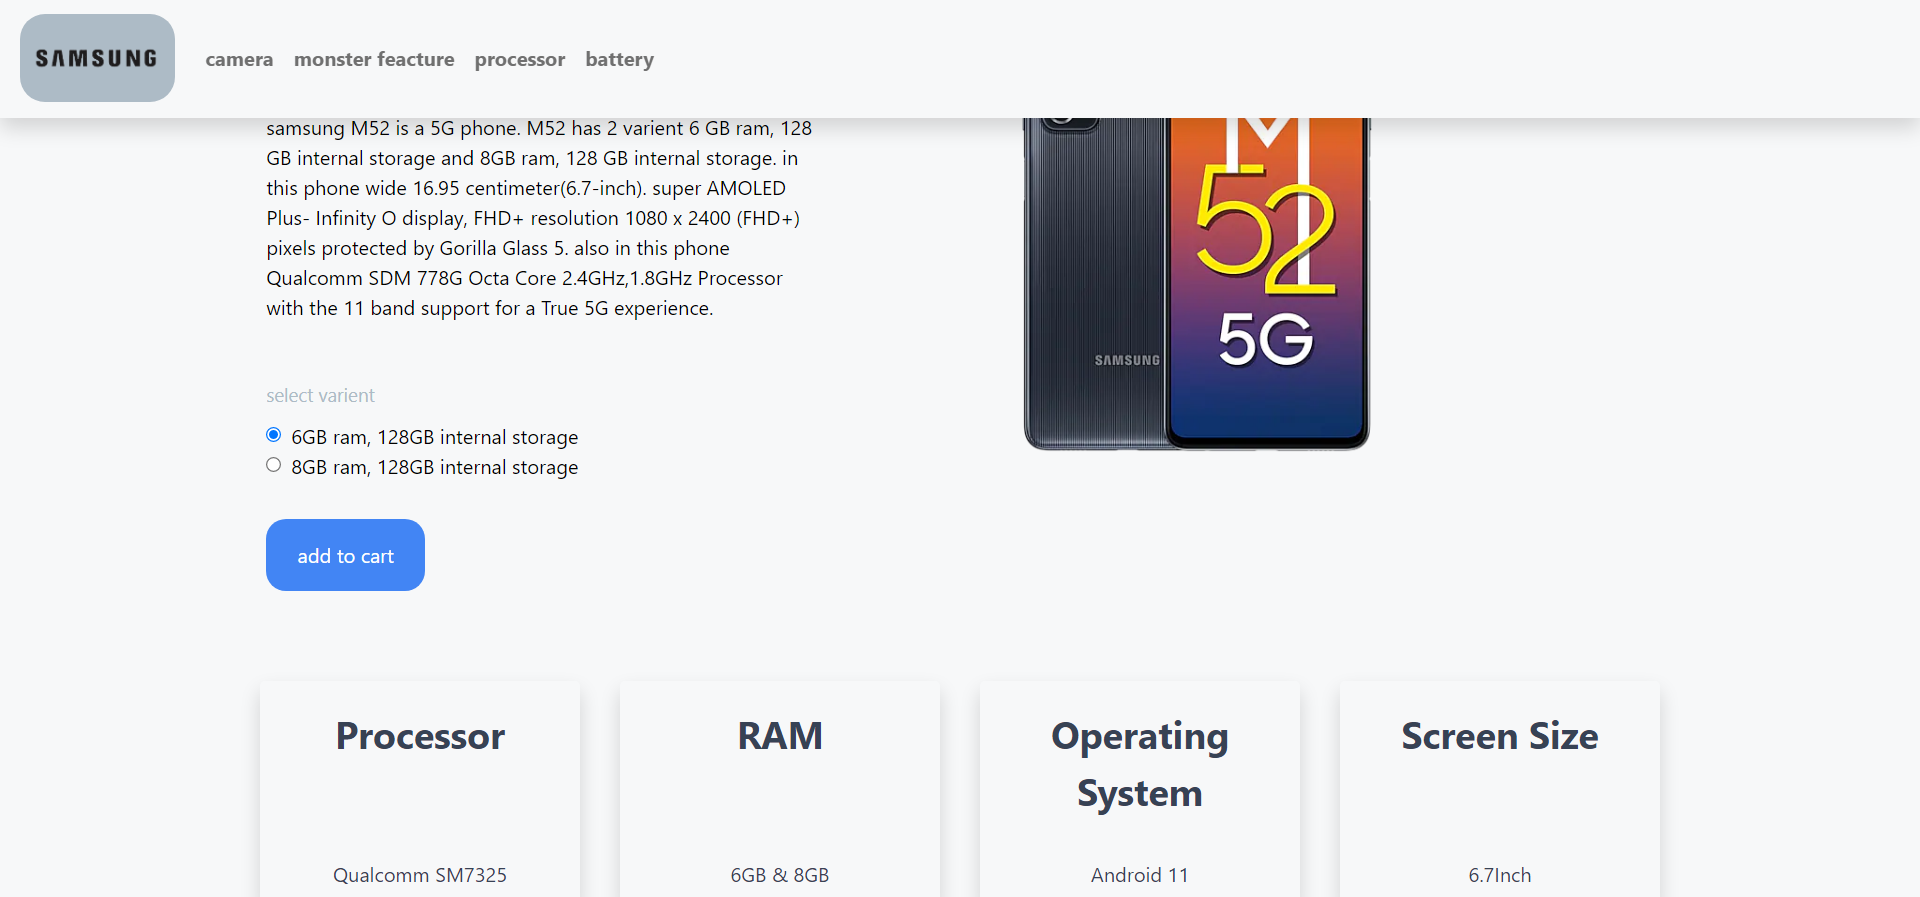 SAMSUNG
camera monster feacture processor battery
samsung M52 is a 5G phone. M52 has 2 varient 6 GB ram, 128
GB internal storage and 8GB ram, 128 GB internal storage. in
this phone wide 16.95 centimeter(6.7-inch). super AMOLED
Plus- Infinity O display, FHD+ resolution 1080 x 2400 (FHD+)
pixels protected by Gorilla Glass 5. also in this phone
Qualcomm SDM 778G Octa Core 2.4GHz,1.8GHz Processor
with the 11 band support for a True 5G experience.
M
52
5G
SAMSUNG
select varient
6GB ram, 128GB internal storage
8GB ram, 128GB internal storage
add to cart
Processor
Qualcomm SM7325
RAM
6GB & 8GB
Operating
System
Android 11
Screen Size
6.7Inch